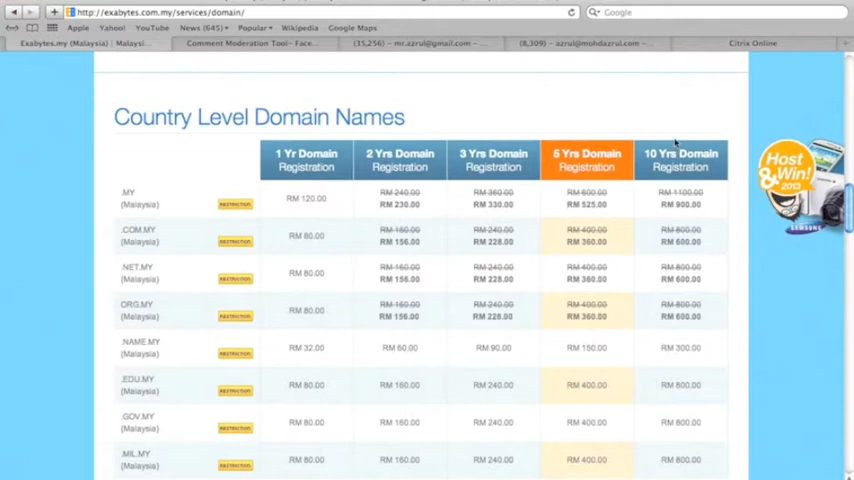 http://exabytes.com.my/services/domain/
Google
Apple Yahoo! YouTube News (645) Popular Wikipedia Google Maps
Exabytes.my (Malaysia) | Malaysi... Comment Moderation Tool– Face... (35,256) – mr.azrul@gmail.com – ... (8,309) – azrul@mohdazrul.com –... Citrix Online
Country Level Domain Names
1 Yr Domain Registration 2 Yrs Domain Registration 3 Yrs Domain Registration 5 Yrs Domain Registration 10 Yrs Domain Registration
.MY (Malaysia) RESTRICTION RM 120.00 RM 240.00 RM 230.00 RM 360.00 RM 330.00 RM 600.00 RM 525.00 RM 1100.00 RM 900.00
.COM.MY (Malaysia) RESTRICTION RM 80.00 RM 160.00 RM 156.00 RM 240.00 RM 228.00 RM 400.00 RM 360.00 RM 800.00 RM 600.00
.NET.MY (Malaysia) RESTRICTION RM 80.00 RM 160.00 RM 156.00 RM 240.00 RM 228.00 RM 400.00 RM 360.00 RM 800.00 RM 600.00
ORG.MY (Malaysia) RESTRICTION RM 80.00 RM 160.00 RM 156.00 RM 240.00 RM 228.00 RM 400.00 RM 360.00 RM 800.00 RM 600.00
.NAME.MY (Malaysia) RESTRICTION RM 32.00 RM 60.00 RM 90.00 RM 150.00 RM 300.00
.EDU.MY (Malaysia) RESTRICTION RM 80.00 RM 160.00 RM 240.00 RM 400.00 RM 800.00
.GOV.MY (Malaysia) RESTRICTION RM 80.00 RM 160.00 RM 240.00 RM 400.00 RM 800.00
.MIL.MY (Malaysia) RESTRICTION RM 80.00 RM 160.00 RM 240.00 RM 400.00 RM 800.00
Host & Win! 2013
SAMSUNG